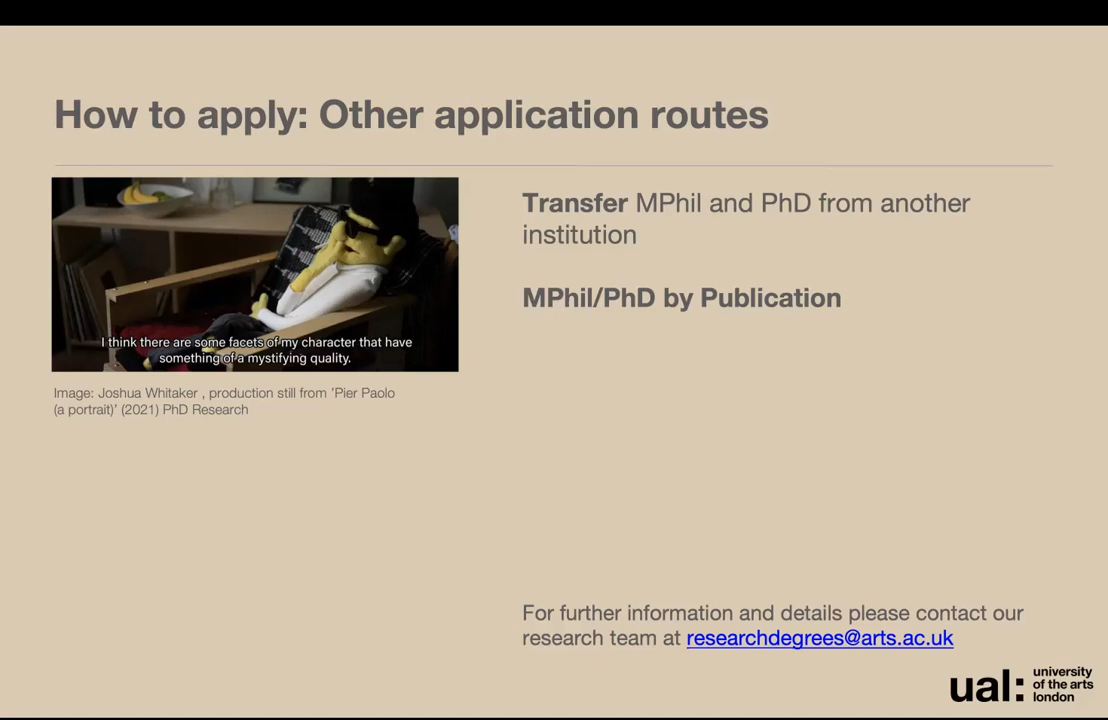 How to apply: Other application routes
I think there are some facets of my character that have
something of a mystifying quality.
Image: Joshua Whitaker , production still from 'Pier Paolo
(a portrait)' (2021) PhD Research
Transfer MPhil and PhD from another
institution
MPhil/PhD by Publication
For further information and details please contact our
research team at researchdegrees@arts.ac.uk
ual:
university
of the arts
london